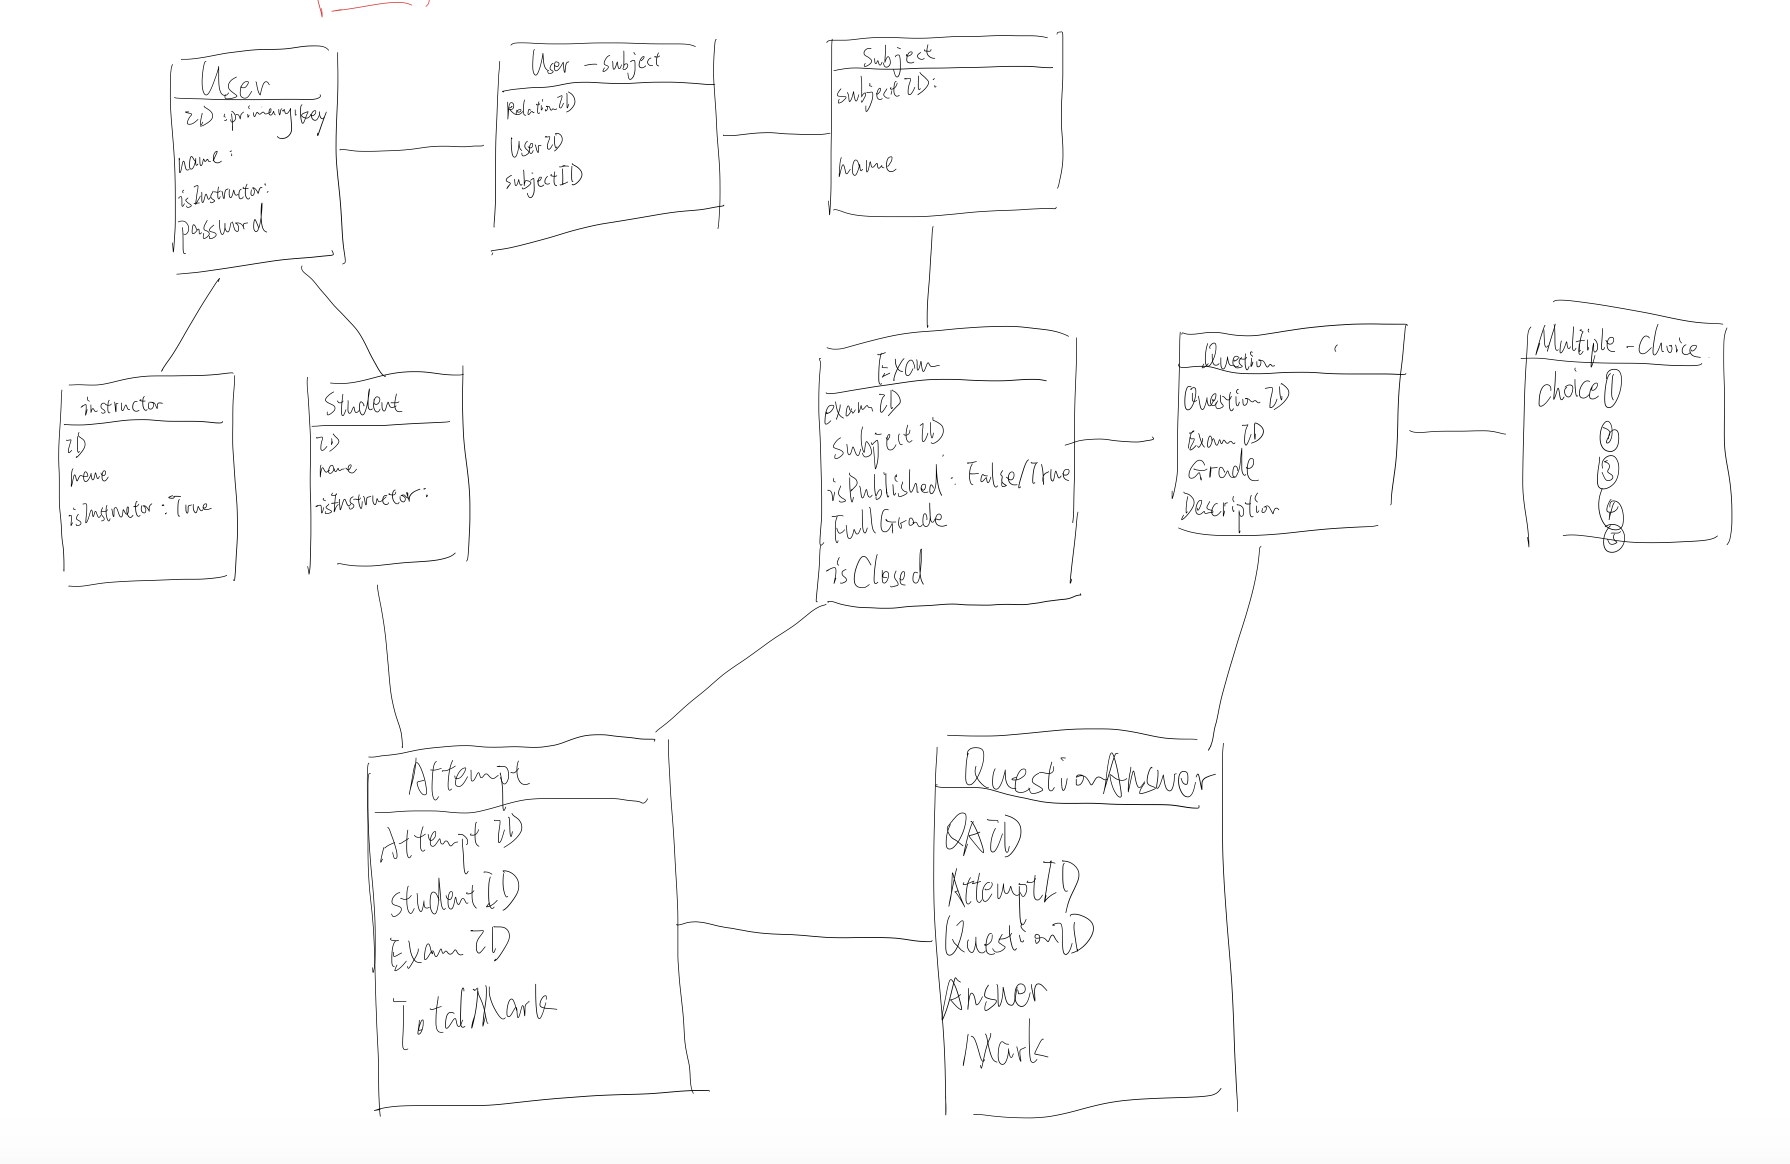 User
ID : primary key
name :
isInstructor:
password
User - subject
RelationID
UserID
subjectID
Subject
subjectID:
name
instructor
ID
name
isInstructor : True
Student
ID
name
isInstructor :
Exam
examID
subjectID
isPublished : False/True
FullGrade
isClosed
Question
QuestionID
ExamID
Grade
Description
Multiple - choice
choice ①
②
③
④
⑤
Attempt
AttemptID
studentID
ExamID
TotalMark
QuestionAnswer
QAID
AttemptID
QuestionID
Answer
Mark